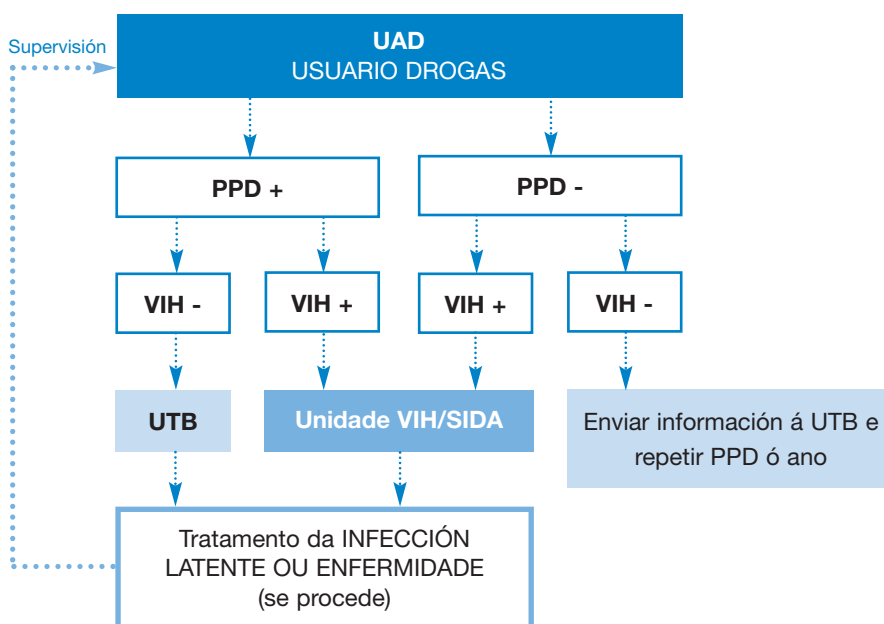 UAD
Supervisión
USUARIO DROGAS
PPD +
PPD -
VIH -
VIH +
VIH +
VIH -
UTB
Unidade VIH/SIDA
Enviar información á UTB e
repetir PPD ó ano
Tratamento da INFECCIÓN
LATENTE OU ENFERMIDADE
(se procede)